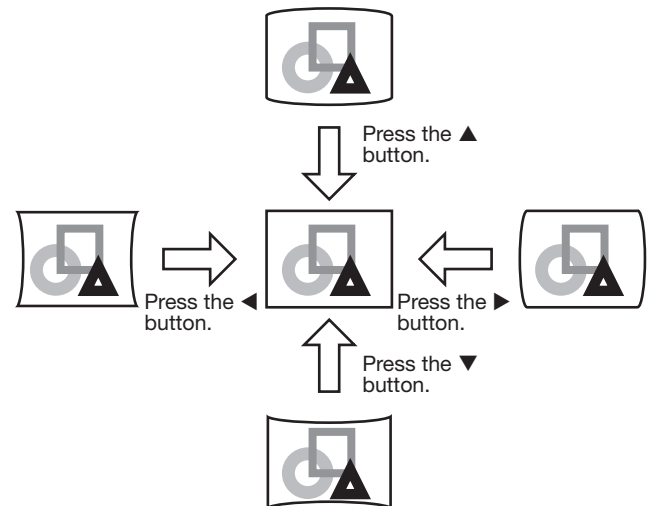 Press the ▲
button.
Press the ◀
button.
Press the ▶
button.
Press the ▼
button.